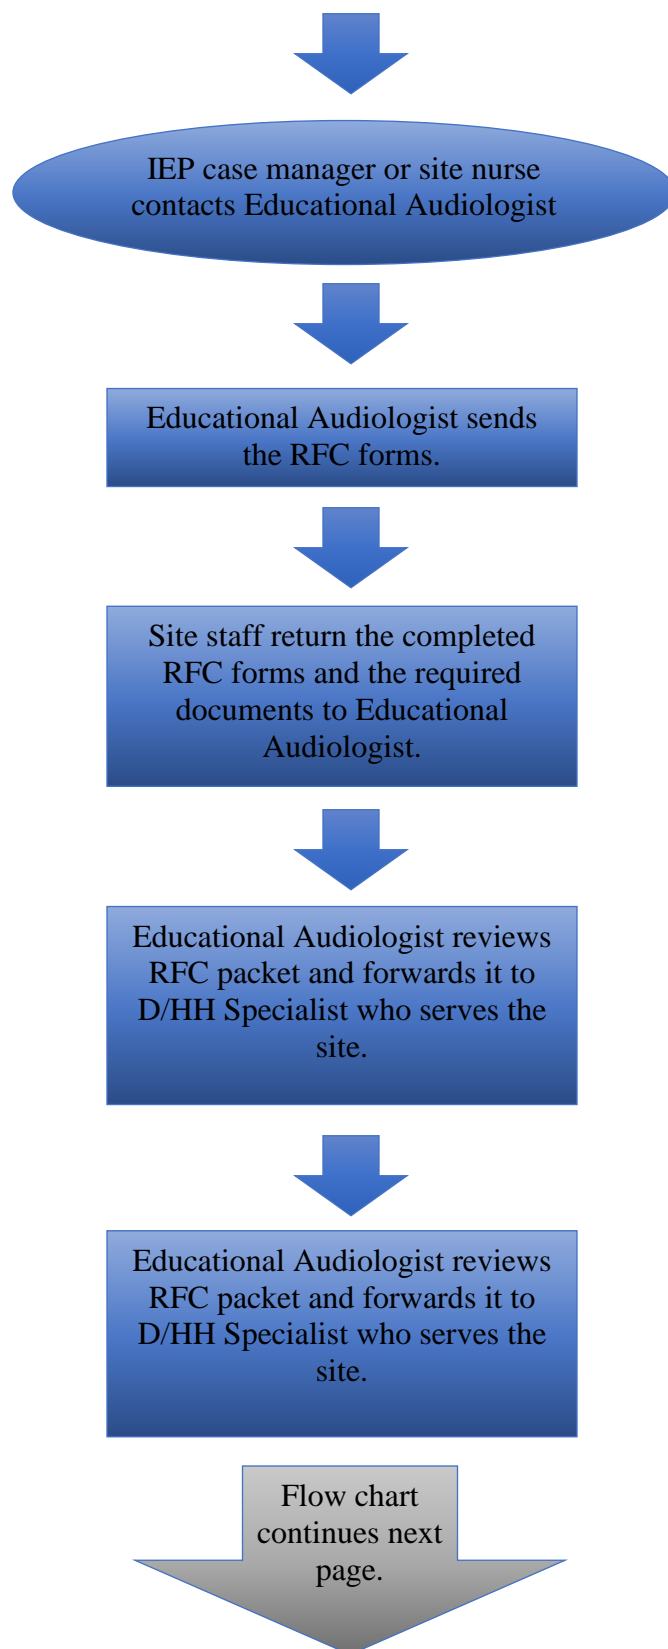 IEP case manager or site nurse
contacts Educational Audiologist
Educational Audiologist sends
the RFC forms.
Site staff return the completed
RFC forms and the required
documents to Educational
Audiologist.
Educational Audiologist reviews
RFC packet and forwards it to
D/HH Specialist who serves the
site.
Educational Audiologist reviews
RFC packet and forwards it to
D/HH Specialist who serves the
site.
Flow chart
continues next
page.